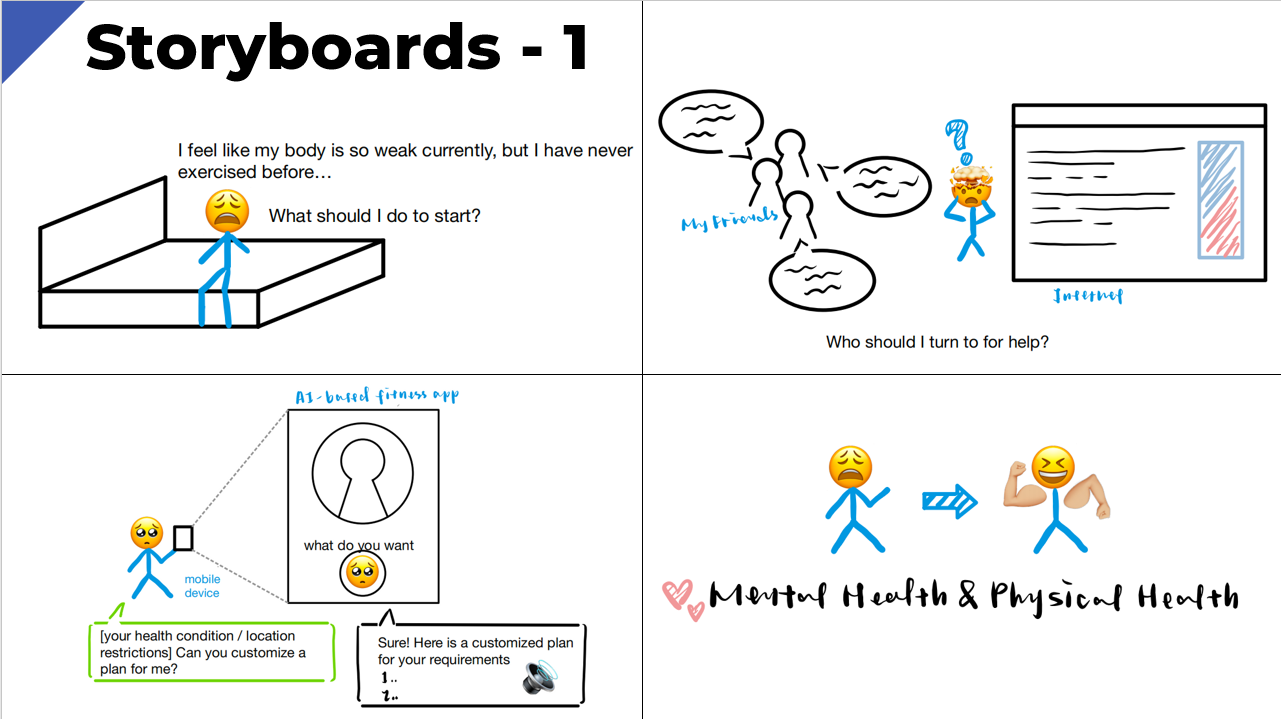 Storyboards - 1
I feel like my body is so weak currently, but I have never
exercised before…
What should I do to start?
?
My Friends
Internet
Who should I turn to for help?
AI-based fitness app
what do you want
mobile
device
[your health condition / location
restrictions] Can you customize a
plan for me?
Sure! Here is a customized plan
for your requirements
1..
2..
Mental Health & Physical Health